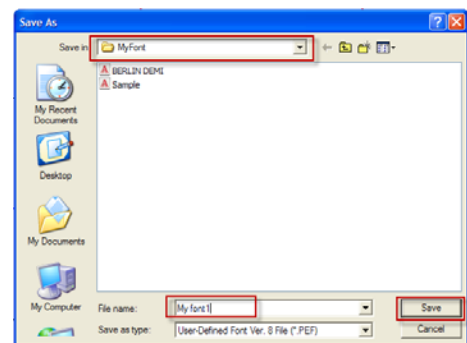 Save As
Save in
MyFont
BERLIN DEMI
Sample
My Recent
Documents
Desktop
My Documents
My Computer
File name:
My font1
Save
Save as type:
User-Defined Font Ver. 8 File (*.PEF)
Cancel